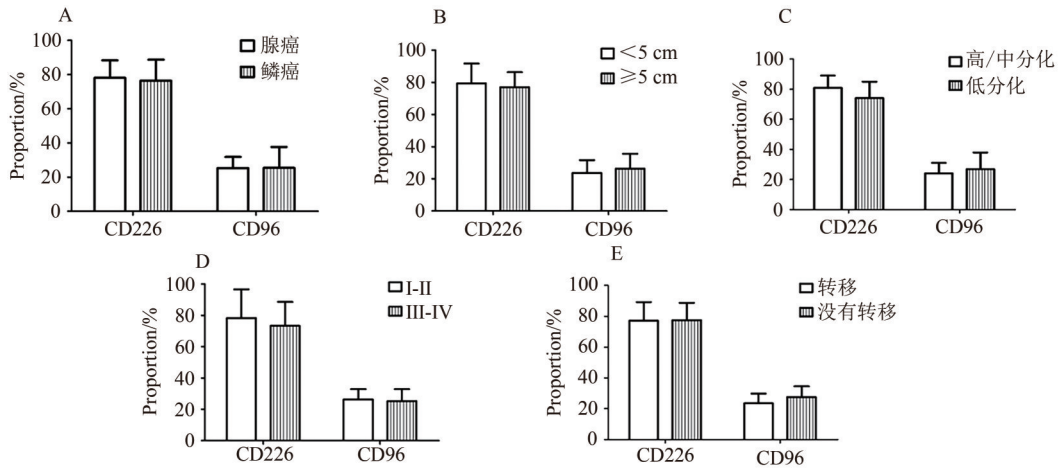 A
Proportion/%
100
80
60
40
20
0
CD226
CD96
腺癌
鳞癌
B
Proportion/%
100
80
60
40
20
0
CD226
CD96
＜5 cm
≥5 cm
C
Proportion/%
100
80
60
40
20
0
CD226
CD96
高/中分化
低分化
D
Proportion/%
100
80
60
40
20
0
CD226
CD96
I-II
III-IV
E
Proportion/%
100
80
60
40
20
0
CD226
CD96
转移
没有转移